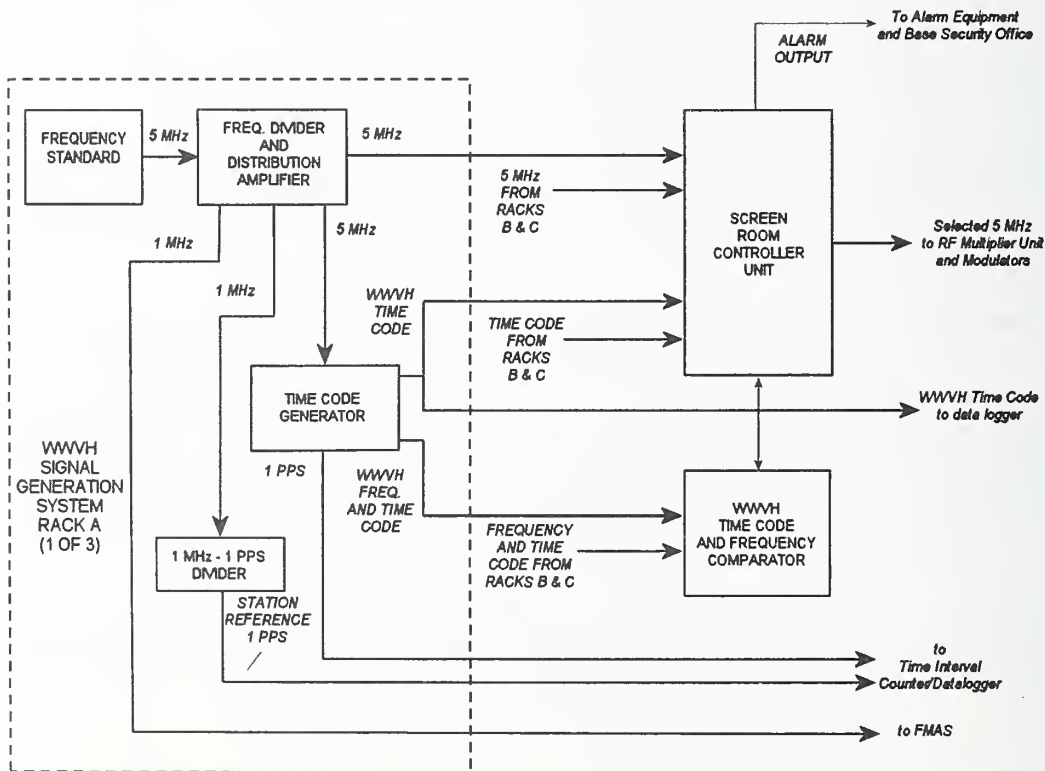 To Alarm Equipment
and Base Security Office
ALARM
OUTPUT
FREQUENCY
STANDARD
5 MHz
FREQ. DIVIDER
AND
DISTRIBUTION
AMPLIFIER
5 MHz
5 MHz
FROM
RACKS
B & C
SCREEN
ROOM
CONTROLLER
UNIT
Selected 5 MHz
to RF Multiplier Unit
and Modulators
1 MHz
1 MHz
5 MHz
WWVH
TIME
CODE
TIME CODE
FROM
RACKS
B & C
TIME CODE
GENERATOR
WWVH Time Code
to data logger
WWVH
SIGNAL
GENERATION
SYSTEM
RACK A
(1 OF 3)
1 PPS
WWVH
FREQ.
AND TIME
CODE
FREQUENCY
AND TIME
CODE FROM
RACKS B & C
WWVH
TIME CODE
AND FREQUENCY
COMPARATOR
1 MHz - 1 PPS
DIVIDER
STATION
REFERENCE
1 PPS
to
Time Interval
Counter/Datalogger
to FMAS